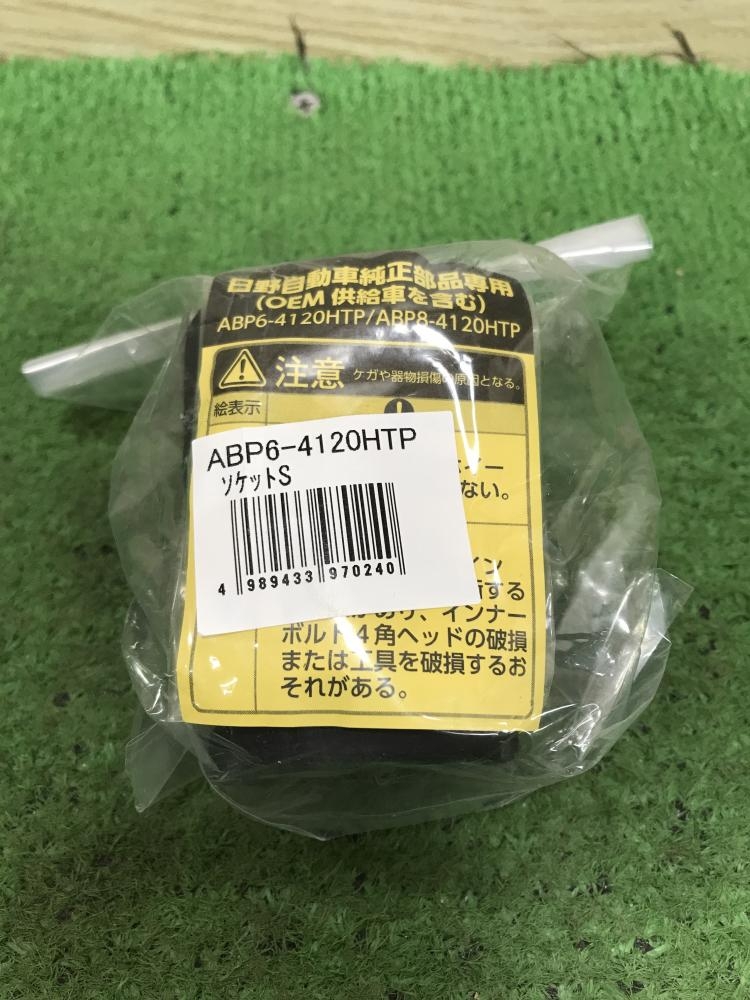 日野自動車純正部品専用
(OEM 供給車を含む)
ABP6-4120HTP/ABP8-4120HTP
注意 ケガや器物損傷の原因となる。
絵表示
ABP6-4120HTP
ソケットS
4 989433 970240
イー
ない。
イン
する
、インナー
ボルト4角ヘッドの破損
または工具を破損するお
それがある。